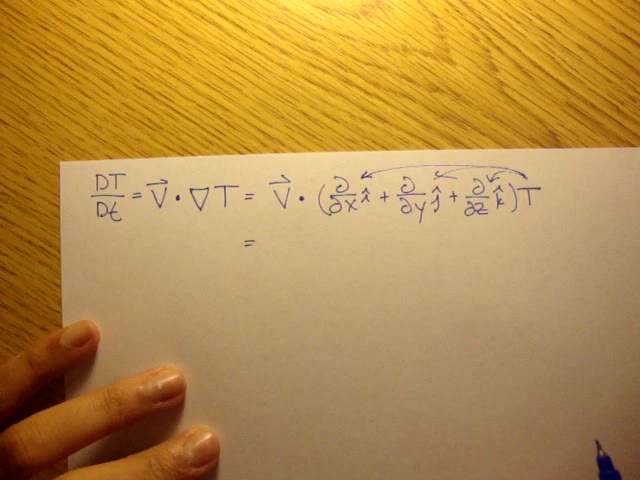 DT/Dt = V⃗ · ∇T = V⃗ · (∂/∂x î + ∂/∂y ĵ + ∂/∂z k̂)T
=